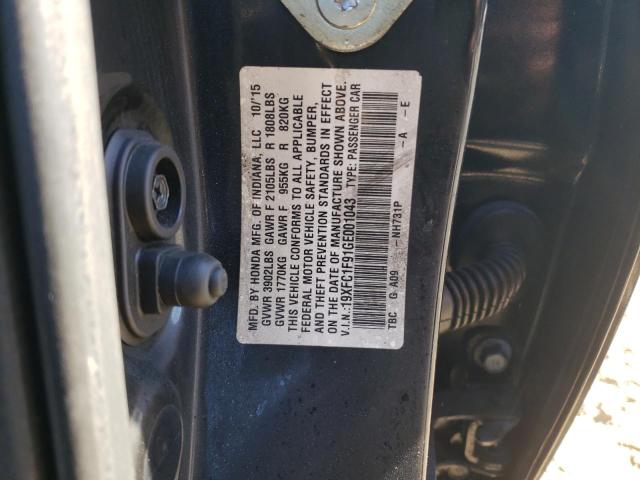 MFD. BY HONDA MFG. OF INDIANA, LLC 10/15
GVWR 3902LBS GAWR F 2105LBS R 1808LBS
GVWR 1770KG GAWR F 955KG R 820KG
THIS VEHICLE CONFORMS TO ALL APPLICABLE
FEDERAL MOTOR VEHICLE SAFETY, BUMPER,
AND THEFT PREVENTION STANDARDS IN EFFECT
ON THE DATE OF MANUFACTURE SHOWN ABOVE.
V.I.N.:19XFC1F91GE001043 TYPE: PASSENGER CAR
TBC G A09 -NH731P -A -E